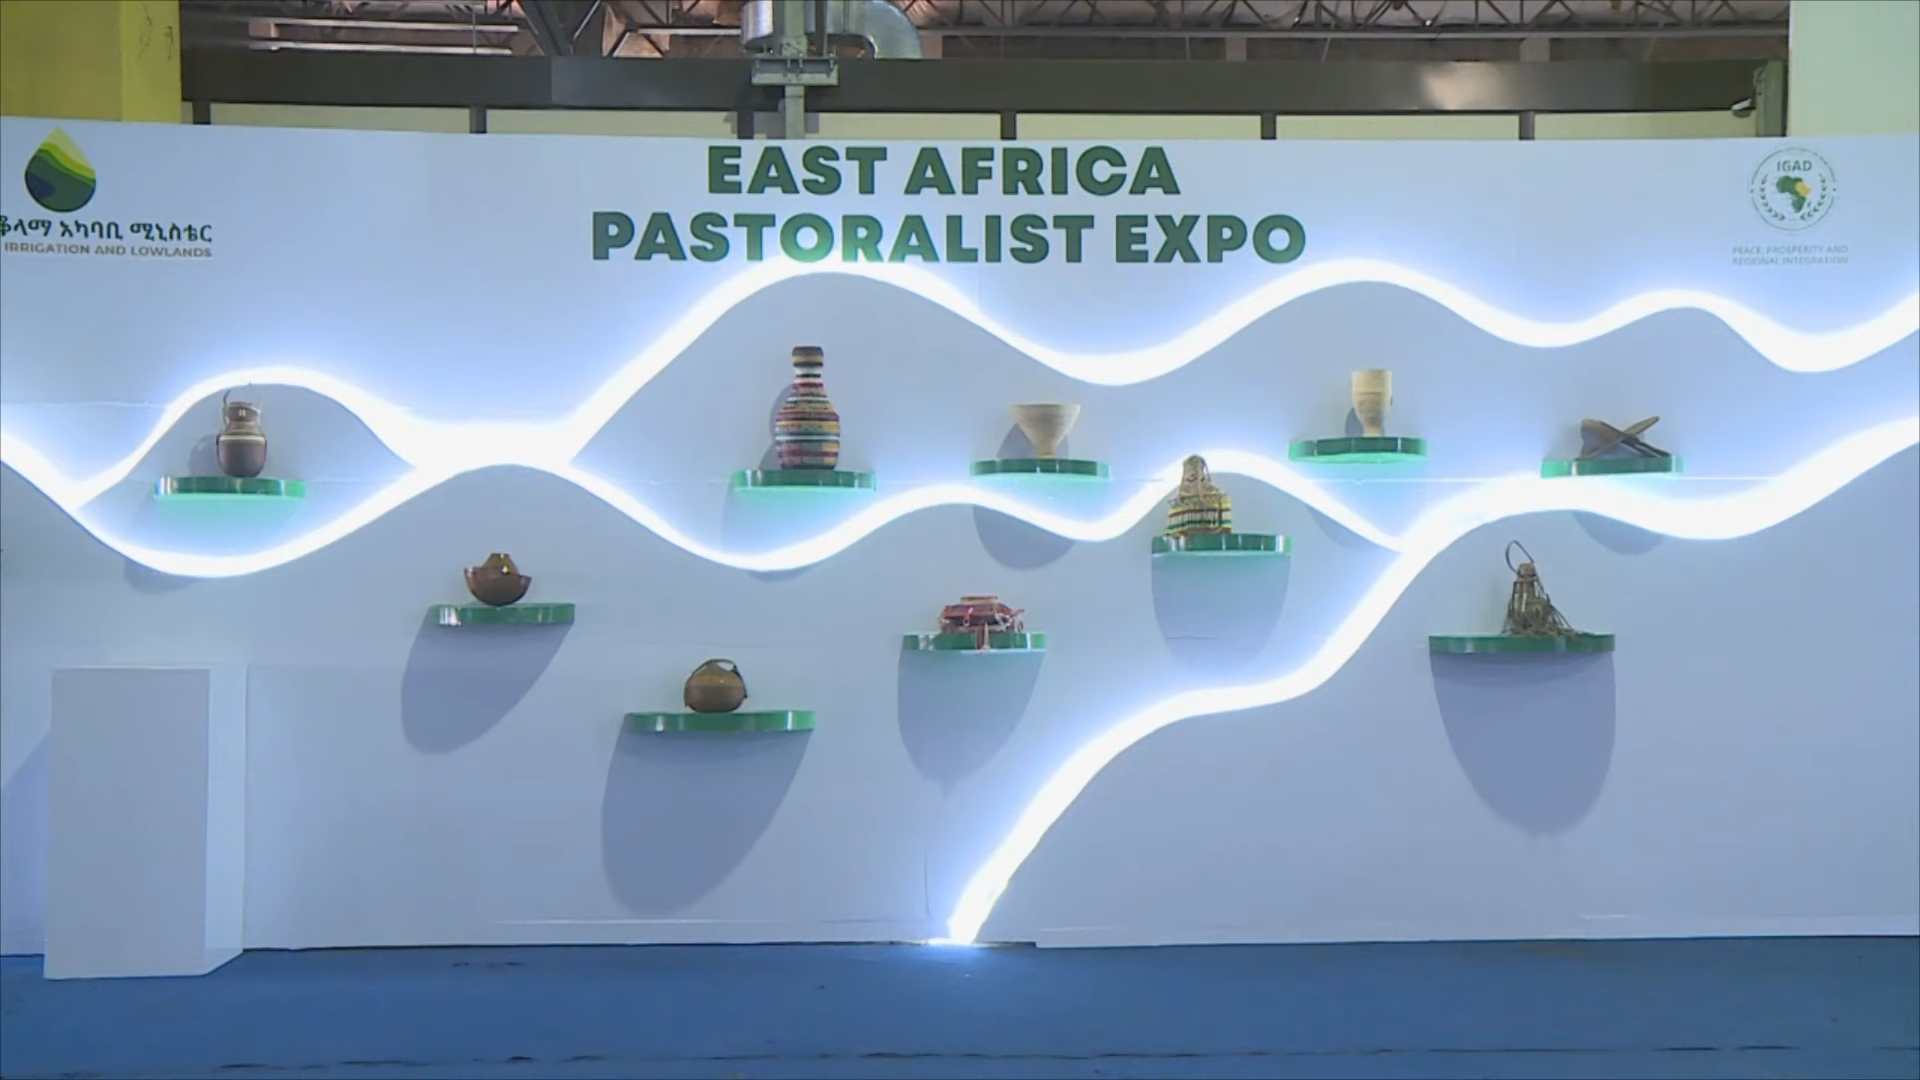 EAST AFRICA
PASTORALIST EXPO
ቆላማ አካባቢ ሚኒስቴር
IRRIGATION AND LOWLANDS
IGAD
PEACE, PROSPERITY AND
REGIONAL INTEGRATION